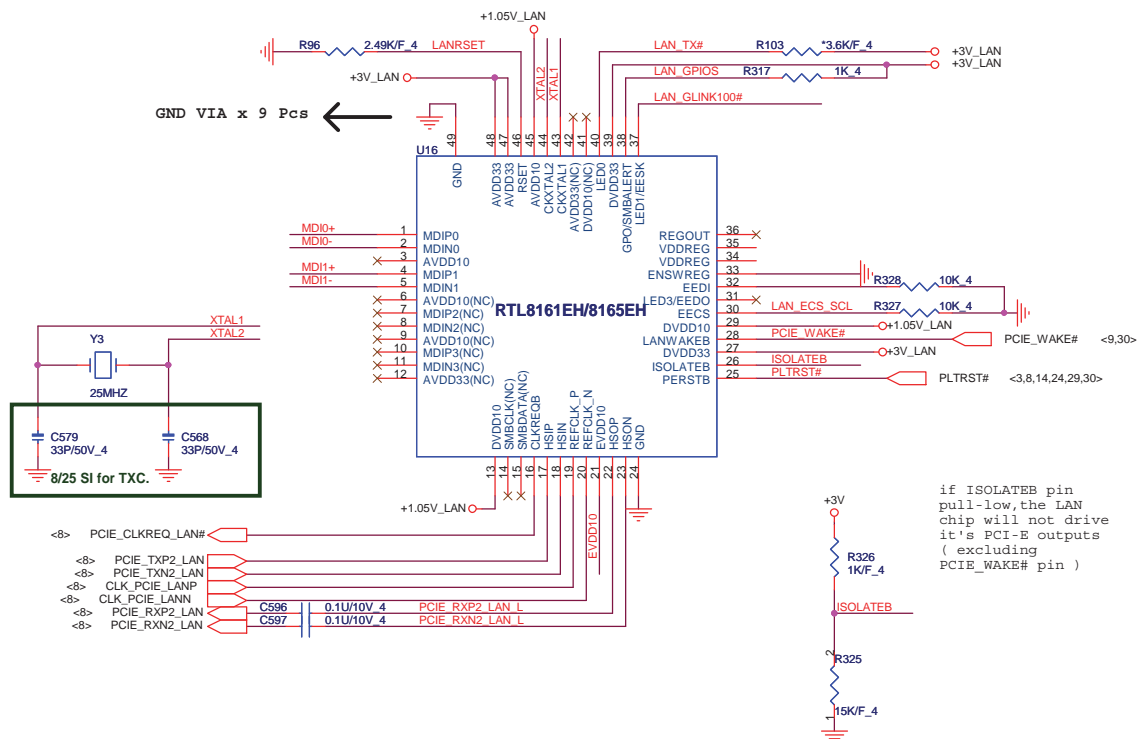 +1.05V_LAN
R96 2.49K/F_4 LANRSET
+3V_LAN
XTAL2
XTAL1
LAN_TX# R103 *3.6K/F_4 +3V_LAN
+3V_LAN
LAN_GPIOS R317 1K_4
LAN_GLINK100#
GND VIA x 9 Pcs
49 48 47 46 45 44 43 42 41 40 39 38 37
U16
GND
AVDD33
AVDD33
RSET
AVDD10
CKXTAL2
CKXTAL1
AVDD33(NC)
DVDD10(NC)
LED0
DVDD33
GPO/SMBALERT
LED1/EESK
MDI0+ 1 MDIP0
MDI0- 2 MDIN0
3 AVDD10
MDI1+ 4 MDIP1
MDI1- 5 MDIN1
6 AVDD10(NC)
7 MDIP2(NC)
8 MDIN2(NC)
9 AVDD10(NC)
10 MDIP3(NC)
11 MDIN3(NC)
12 AVDD33(NC)
RTL8161EH/8165EH
REGOUT 36
VDDREG 35
VDDREG 34
ENSWREG 33
EEDI 32 R328 10K_4
LED3/EEDO 31
EECS 30 LAN_ECS_SCL R327 10K_4
DVDD10 29 +1.05V_LAN
LANWAKEB 28 PCIE_WAKE# PCIE_WAKE# <9,30>
DVDD33 27 +3V_LAN
ISOLATEB 26 ISOLATEB
PERSTB 25 PLTRST# PLTRST# <3,8,14,24,29,30>
XTAL1
XTAL2
Y3
25MHZ
C579
33P/50V_4
C568
33P/50V_4
8/25 SI for TXC.
DVDD10
SMBCLK(NC)
SMBDATA(NC)
CLKREQB
HSIP
HSIN
REFCLK_P
REFCLK_N
EVDD10
HSOP
HSON
GND
13 14 15 16 17 18 19 20 21 22 23 24
+1.05V_LAN
EVDD10
<8> PCIE_CLKREQ_LAN#
<8> PCIE_TXP2_LAN
<8> PCIE_TXN2_LAN
<8> CLK_PCIE_LANP
<8> CLK_PCIE_LANN
<8> PCIE_RXP2_LAN C596 0.1U/10V_4 PCIE_RXP2_LAN_L
<8> PCIE_RXN2_LAN C597 0.1U/10V_4 PCIE_RXN2_LAN_L
+3V
R326
1K/F_4
ISOLATEB
2
R325
15K/F_4
1
if ISOLATEB pin
pull-low,the LAN
chip will not drive
it's PCI-E outputs
( excluding
PCIE_WAKE# pin )